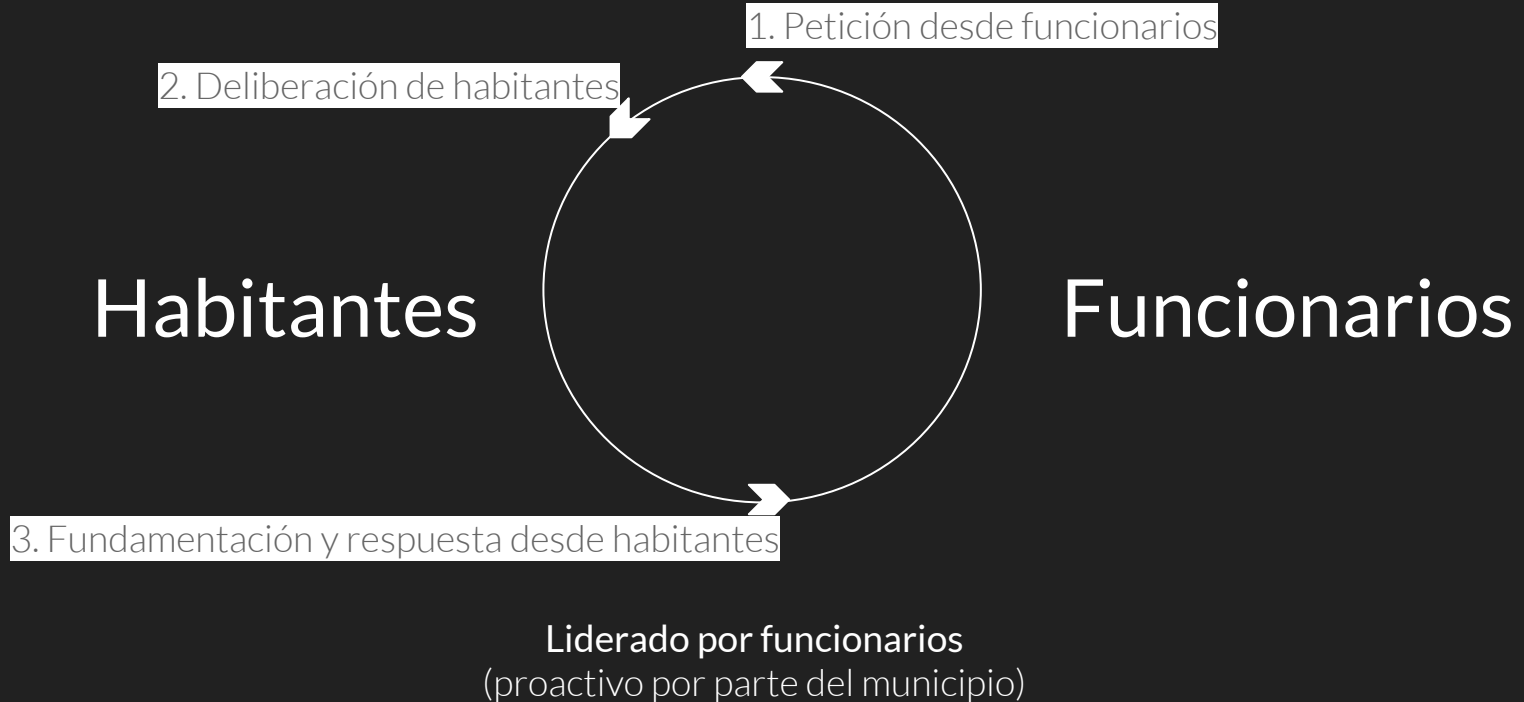 1. Petición desde funcionarios
2. Deliberación de habitantes
Habitantes
Funcionarios
3. Fundamentación y respuesta desde habitantes
Liderado por funcionarios
(proactivo por parte del municipio)